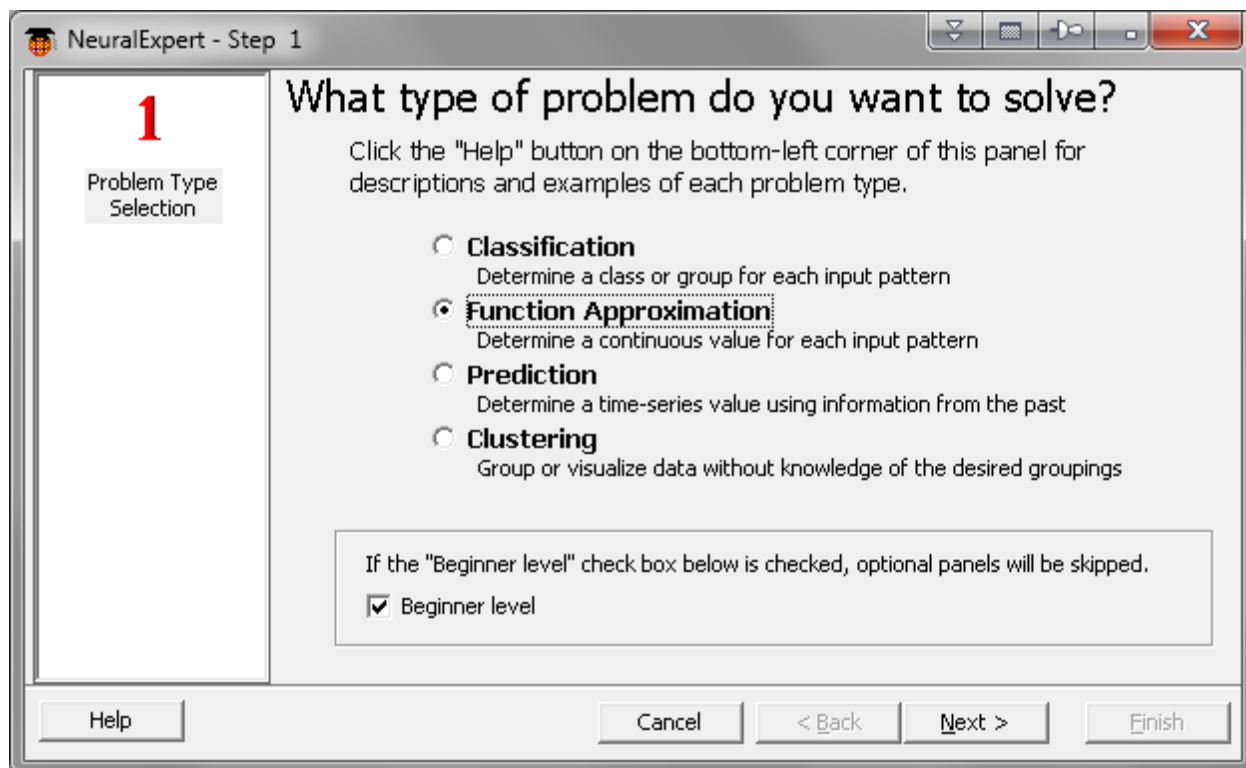 NeuralExpert - Step 1
1
Problem Type
Selection
What type of problem do you want to solve?
Click the "Help" button on the bottom-left corner of this panel for
descriptions and examples of each problem type.
Classification
Determine a class or group for each input pattern
Function Approximation
Determine a continuous value for each input pattern
Prediction
Determine a time-series value using information from the past
Clustering
Group or visualize data without knowledge of the desired groupings
If the "Beginner level" check box below is checked, optional panels will be skipped.
Beginner level
Help
Cancel
< Back
Next >
Finish